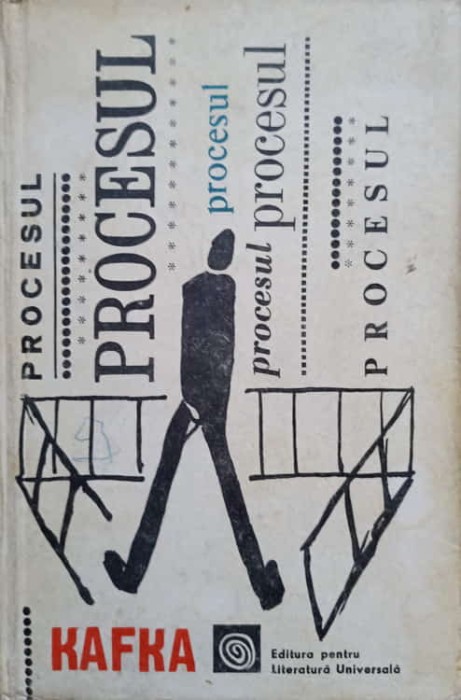 PROCESUL
PROCESUL
procesul
procesul
procesul
PROCESUL
KAFKA
Editura pentru
Literatură Universală